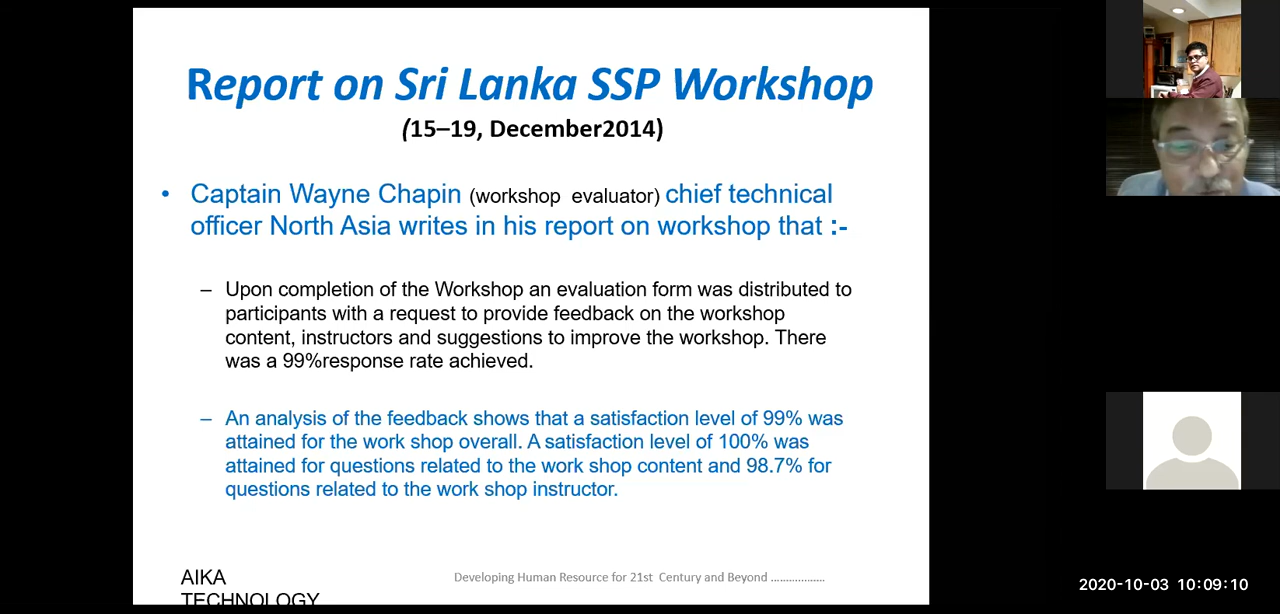 Report on Sri Lanka SSP Workshop
(15–19, December2014)
• Captain Wayne Chapin (workshop evaluator) chief technical
officer North Asia writes in his report on workshop that :-
– Upon completion of the Workshop an evaluation form was distributed to
participants with a request to provide feedback on the workshop
content, instructors and suggestions to improve the workshop. There
was a 99%response rate achieved.
– An analysis of the feedback shows that a satisfaction level of 99% was
attained for the work shop overall. A satisfaction level of 100% was
attained for questions related to the work shop content and 98.7% for
questions related to the work shop instructor.
AIKA
TECHNOLOGY
Developing Human Resource for 21st Century and Beyond ..................
2020-10-03 10:09:10